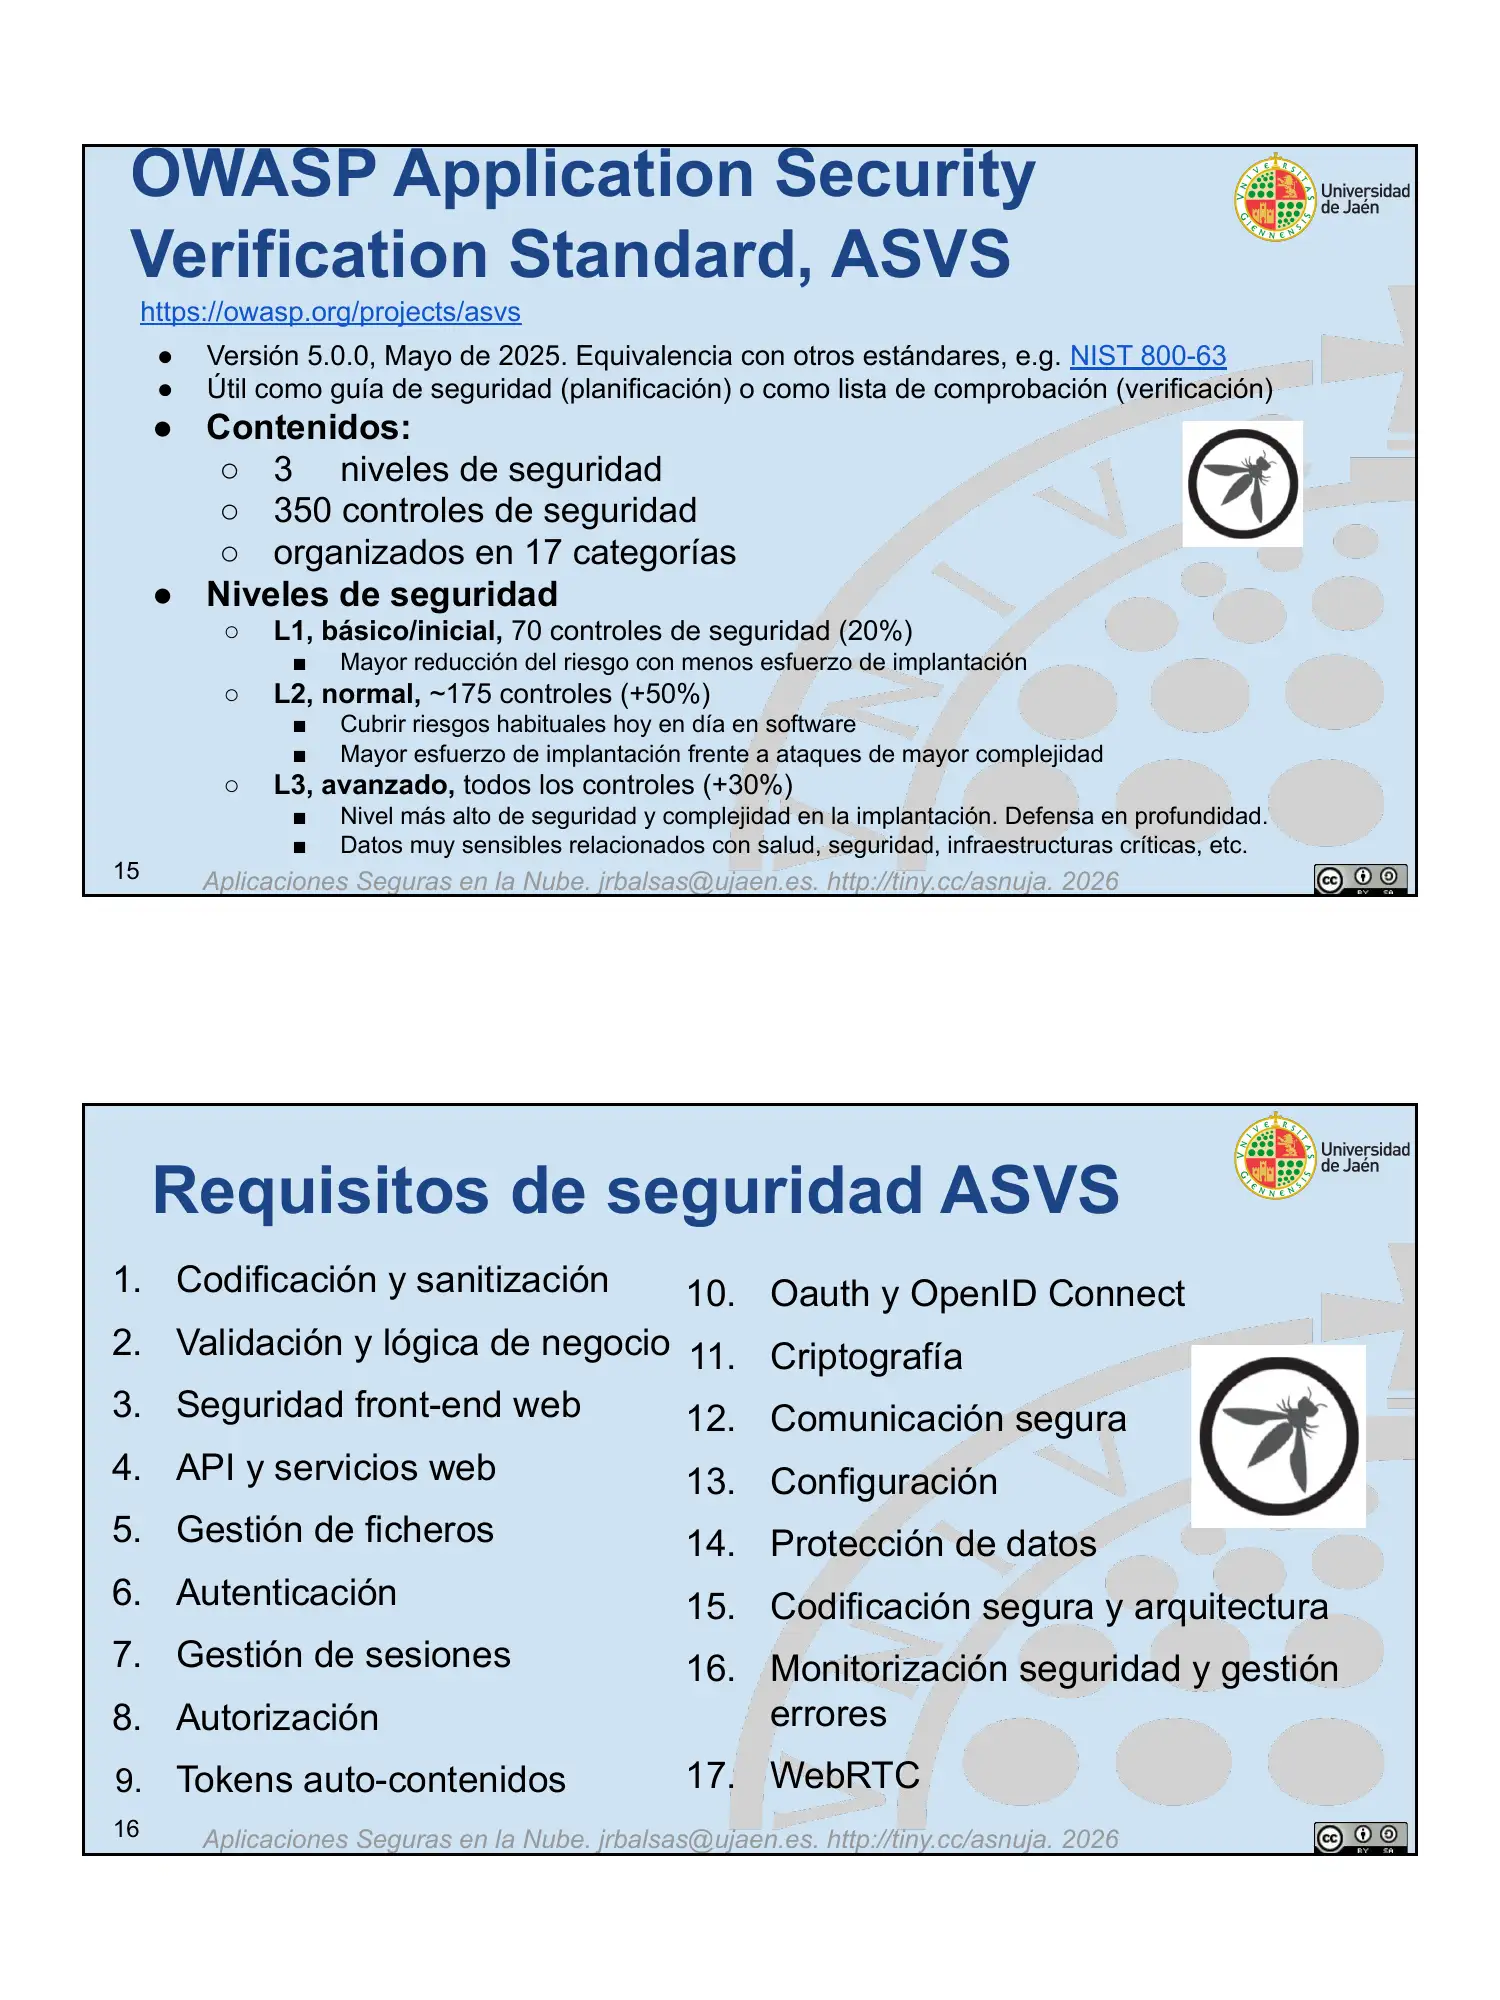 OWASP Application Security
Verification Standard, ASVS
Universidad
de Jaén
https://owasp.org/projects/asvs
● Versión 5.0.0, Mayo de 2025. Equivalencia con otros estándares, e.g. NIST 800-63
● Útil como guía de seguridad (planificación) o como lista de comprobación (verificación)
● Contenidos:
○ 3 niveles de seguridad
○ 350 controles de seguridad
○ organizados en 17 categorías
● Niveles de seguridad
○ L1, básico/inicial, 70 controles de seguridad (20%)
■ Mayor reducción del riesgo con menos esfuerzo de implantación
○ L2, normal, ~175 controles (+50%)
■ Cubrir riesgos habituales hoy en día en software
■ Mayor esfuerzo de implantación frente a ataques de mayor complejidad
○ L3, avanzado, todos los controles (+30%)
■ Nivel más alto de seguridad y complejidad en la implantación. Defensa en profundidad.
■ Datos muy sensibles relacionados con salud, seguridad, infraestructuras críticas, etc.
15
Aplicaciones Seguras en la Nube. jrbalsas@ujaen.es. http://tiny.cc/asnuja. 2026
cc BY SA
Requisitos de seguridad ASVS
Universidad
de Jaén
1. Codificación y sanitización
2. Validación y lógica de negocio
3. Seguridad front-end web
4. API y servicios web
5. Gestión de ficheros
6. Autenticación
7. Gestión de sesiones
8. Autorización
9. Tokens auto-contenidos
10. Oauth y OpenID Connect
11. Criptografía
12. Comunicación segura
13. Configuración
14. Protección de datos
15. Codificación segura y arquitectura
16. Monitorización seguridad y gestión
errores
17. WebRTC
16
Aplicaciones Seguras en la Nube. jrbalsas@ujaen.es. http://tiny.cc/asnuja. 2026
cc BY SA